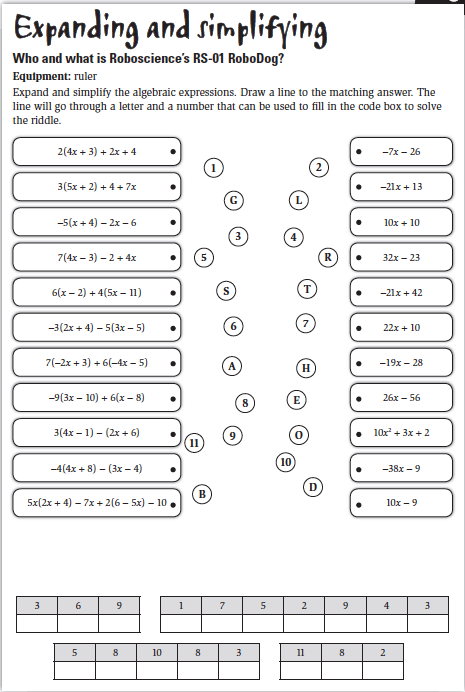 Expanding and simplifying
Who and what is Roboscience's RS-01 RoboDog?
Equipment: ruler
Expand and simplify the algebraic expressions. Draw a line to the matching answer. The
line will go through a letter and a number that can be used to fill in the code box to solve
the riddle.
2(4x + 3) + 2x + 4
1
2
–7x – 26
3(5x + 2) + 4 + 7x
G
L
–21x + 13
–5(x + 4) – 2x – 6
3
4
10x + 10
7(4x – 3) – 2 + 4x
5
R
32x – 23
6(x – 2) + 4(5x – 11)
S
T
–21x + 42
–3(2x + 4) – 5(3x – 5)
6
7
22x + 10
7(–2x + 3) + 6(–4x – 5)
A
H
–19x – 28
–9(3x – 10) + 6(x – 8)
8
E
26x – 56
3(4x – 1) – (2x + 6)
11
9
O
10x² + 3x + 2
–4(4x + 8) – (3x – 4)
10
–38x – 9
5x(2x + 4) – 7x + 2(6 – 5x) – 10
B
D
10x – 9
3 6 9
1 7 5 2 9 4 3
5 8 10 8 3
11 8 2